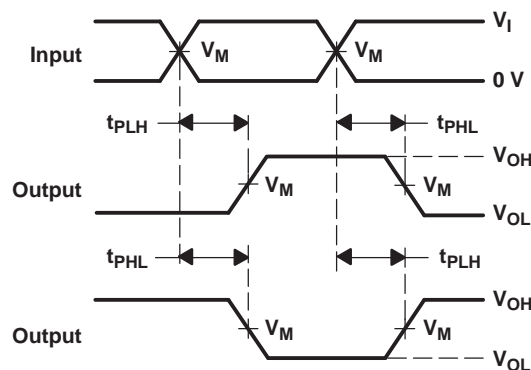 V_I
Input V_M V_M
0 V
t_PLH t_PHL
V_OH
Output V_M V_M
V_OL
t_PHL t_PLH
V_OH
Output V_M V_M
V_OL